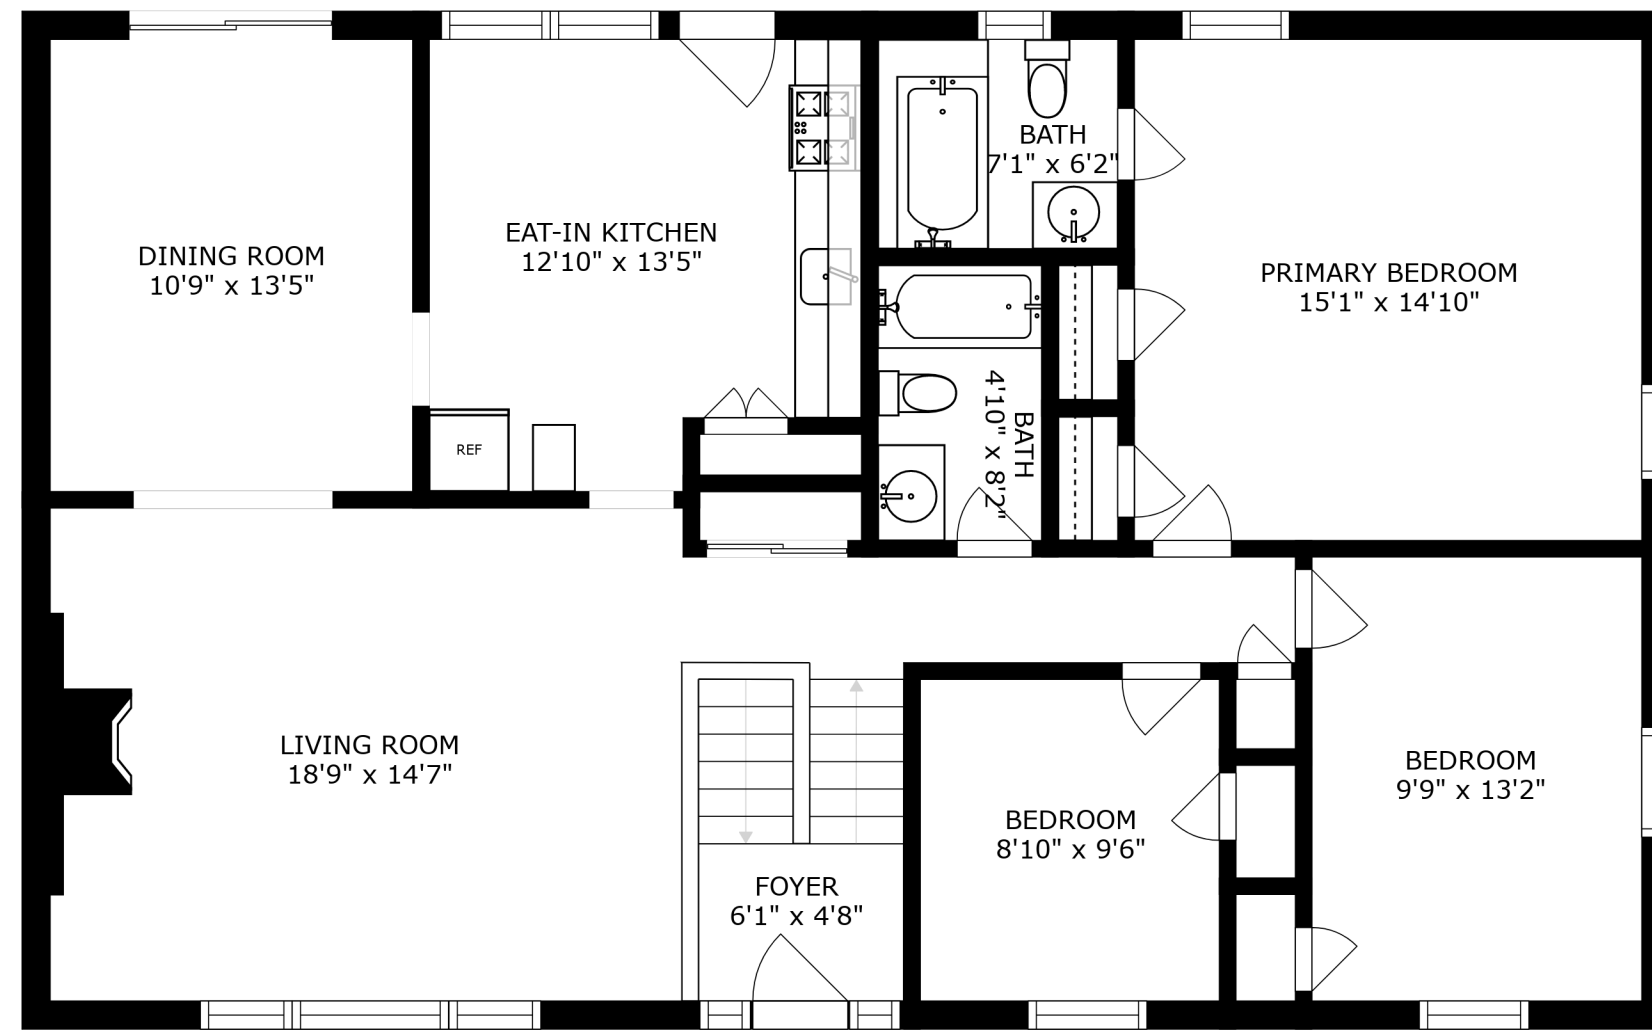 DINING ROOM
10'9" x 13'5"
EAT-IN KITCHEN
12'10" x 13'5"
REF
BATH
7'1" x 6'2"
BATH
4'10" x 8'2"
PRIMARY BEDROOM
15'1" x 14'10"
LIVING ROOM
18'9" x 14'7"
FOYER
6'1" x 4'8"
BEDROOM
8'10" x 9'6"
BEDROOM
9'9" x 13'2"